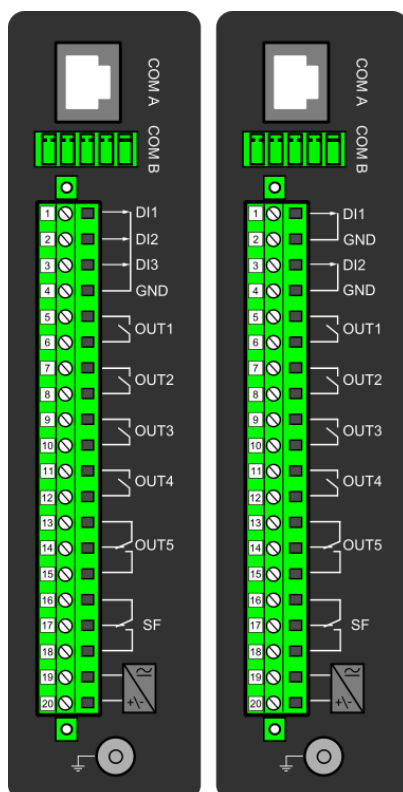 COM A
COM B
1 DI1
2 DI2
3 DI3
4 GND
5
OUT1
6
7
OUT2
8
9
OUT3
10
11
OUT4
12
13
14 OUT5
15
16
17 SF
18
19
20 +/-
COM A
COM B
1 DI1
2 GND
3 DI2
4 GND
5
OUT1
6
7
OUT2
8
9
OUT3
10
11
OUT4
12
13
14 OUT5
15
16
17 SF
18
19
20 +/-